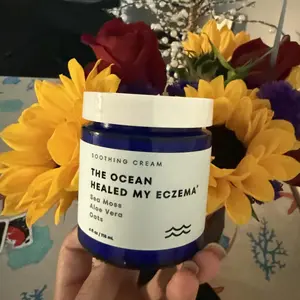 SOOTHING CREAM
THE OCEAN
HEALED MY ECZEMA*
Sea Moss
Aloe Vera
Oats